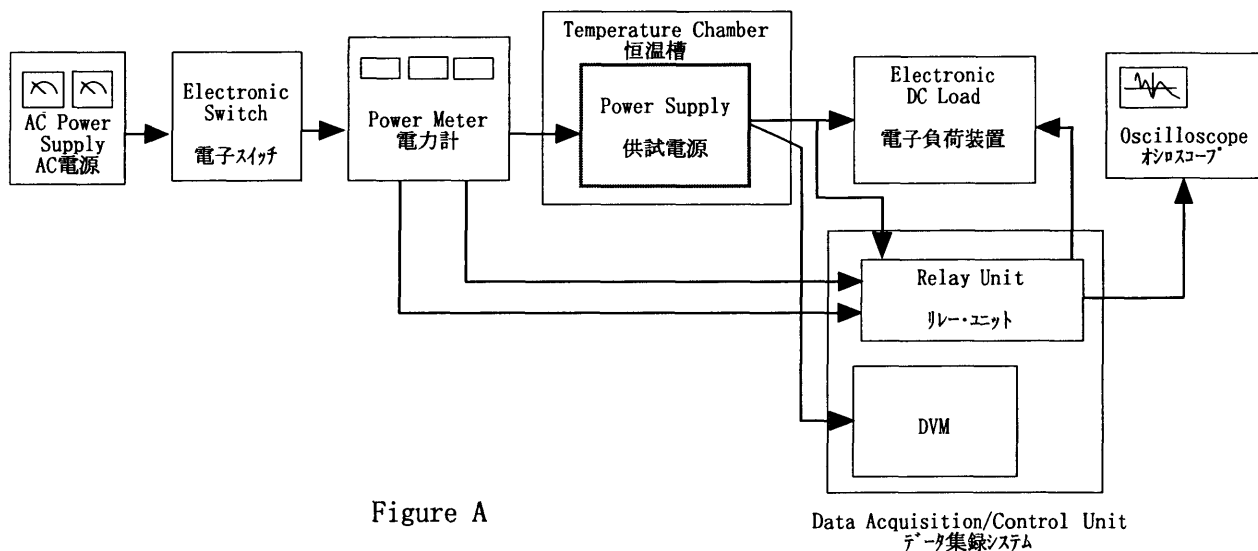 AC Power
Supply
AC電源
Electronic
Switch
電子スイッチ
Power Meter
電力計
Temperature Chamber
恒温槽
Power Supply
供試電源
Electronic
DC Load
電子負荷装置
Oscilloscope
オシロスコープ
Relay Unit
リレー・ユニット
DVM
Data Acquisition/Control Unit
データ集録システム
Figure A